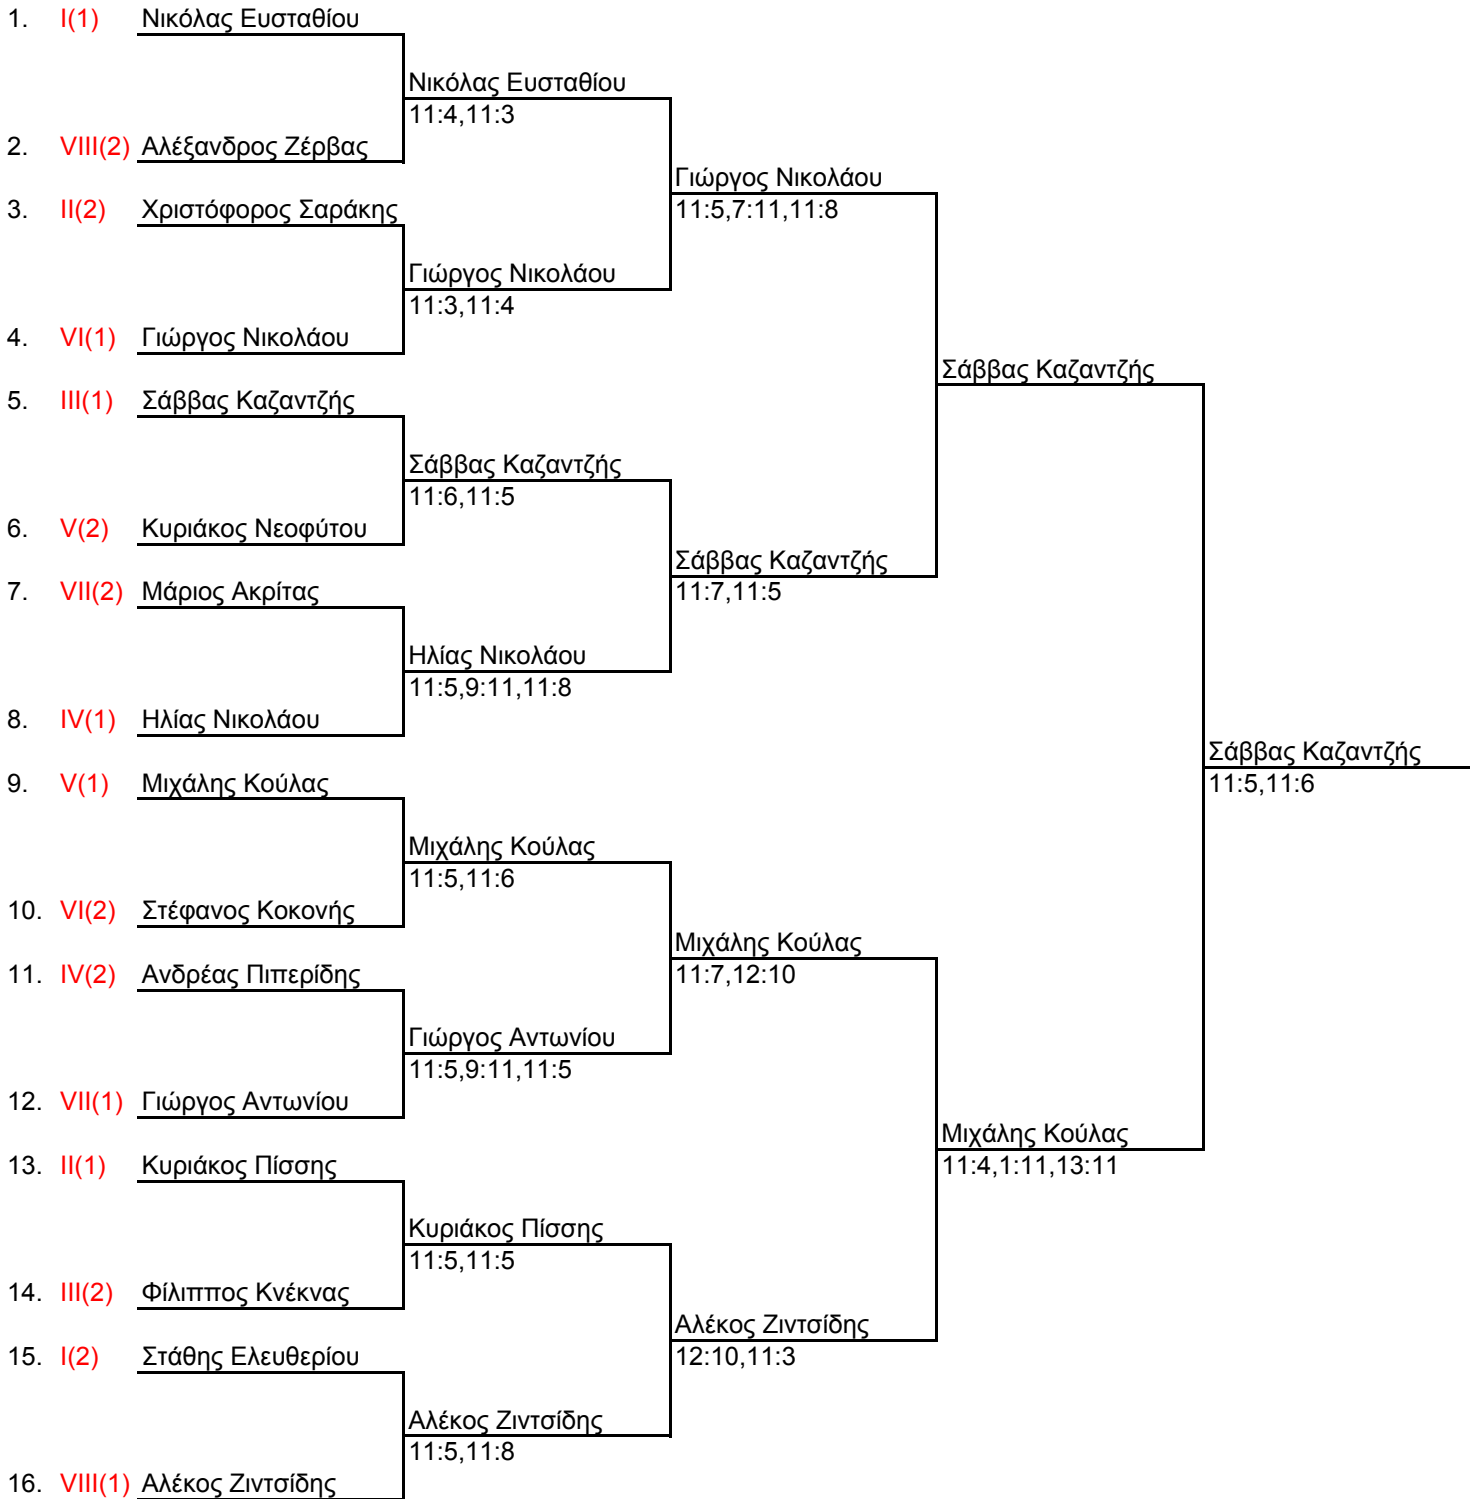 1. I(1) Νικόλας Ευσταθίου
Νικόλας Ευσταθίου
11:4,11:3
2. VIII(2) Αλέξανδρος Ζέρβας
Γιώργος Νικολάου
11:5,7:11,11:8
3. II(2) Χριστόφορος Σαράκης
Γιώργος Νικολάου
11:3,11:4
4. VI(1) Γιώργος Νικολάου
Σάββας Καζαντζής
5. III(1) Σάββας Καζαντζής
Σάββας Καζαντζής
11:6,11:5
6. V(2) Κυριάκος Νεοφύτου
Σάββας Καζαντζής
11:7,11:5
7. VII(2) Μάριος Ακρίτας
Ηλίας Νικολάου
11:5,9:11,11:8
8. IV(1) Ηλίας Νικολάου
Σάββας Καζαντζής
11:5,11:6
9. V(1) Μιχάλης Κούλας
Μιχάλης Κούλας
11:5,11:6
10. VI(2) Στέφανος Κοκονής
Μιχάλης Κούλας
11:7,12:10
11. IV(2) Ανδρέας Πιπερίδης
Γιώργος Αντωνίου
11:5,9:11,11:5
12. VII(1) Γιώργος Αντωνίου
Μιχάλης Κούλας
11:4,1:11,13:11
13. II(1) Κυριάκος Πίσσης
Κυριάκος Πίσσης
11:5,11:5
14. III(2) Φίλιππος Κνέκνας
Αλέκος Ζιντσίδης
12:10,11:3
15. I(2) Στάθης Ελευθερίου
Αλέκος Ζιντσίδης
11:5,11:8
16. VIII(1) Αλέκος Ζιντσίδης